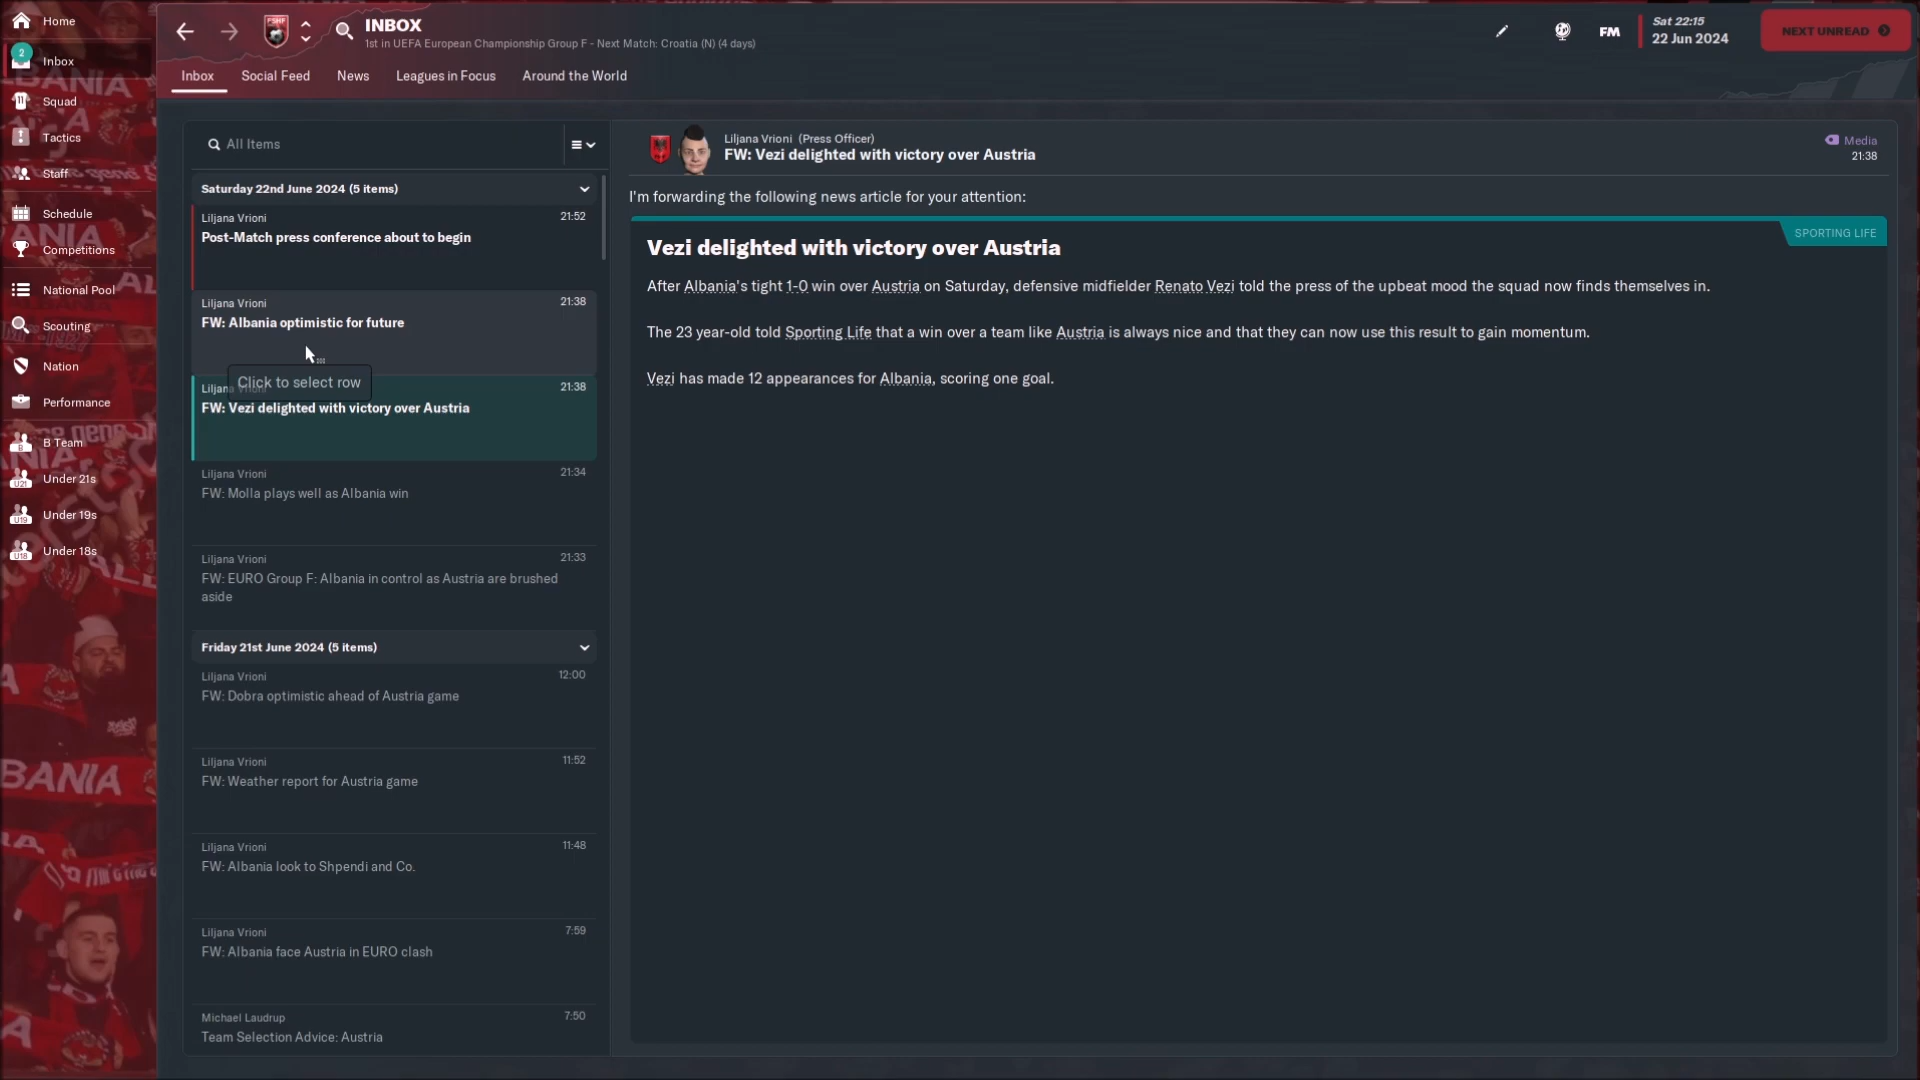 Home
2
Inbox
Squad
Tactics
Staff
Schedule
Competitions
National Pool
Scouting
Nation
Performance
B Team
Under 21s
Under 19s
Under 18s
INBOX
1st in UEFA European Championship Group F - Next Match: Croatia (N) (4 days)
FM
Sat 22:15
22 Jun 2024
NEXT UNREAD
Inbox
Social Feed
News
Leagues in Focus
Around the World
All Items
Saturday 22nd June 2024 (5 items)
Liljana Vrioni 21:52
Post-Match press conference about to begin
Liljana Vrioni 21:38
FW: Albania optimistic for future
Click to select row
21:38
FW: Vezi delighted with victory over Austria
Liljana Vrioni 21:34
FW: Molla plays well as Albania win
Liljana Vrioni 21:33
FW: EURO Group F: Albania in control as Austria are brushed
aside
Friday 21st June 2024 (5 items)
Liljana Vrioni 12:00
FW: Dobra optimistic ahead of Austria game
Liljana Vrioni 11:52
FW: Weather report for Austria game
Liljana Vrioni 11:48
FW: Albania look to Shpendi and Co.
Liljana Vrioni 7:59
FW: Albania face Austria in EURO clash
Michael Laudrup 7:50
Team Selection Advice: Austria
Liljana Vrioni (Press Officer)
FW: Vezi delighted with victory over Austria
Media
21:38
I'm forwarding the following news article for your attention:
SPORTING LIFE
Vezi delighted with victory over Austria
After Albania's tight 1-0 win over Austria on Saturday, defensive midfielder Renato Vezi told the press of the upbeat mood the squad now finds themselves in.
The 23 year-old told Sporting Life that a win over a team like Austria is always nice and that they can now use this result to gain momentum.
Vezi has made 12 appearances for Albania, scoring one goal.